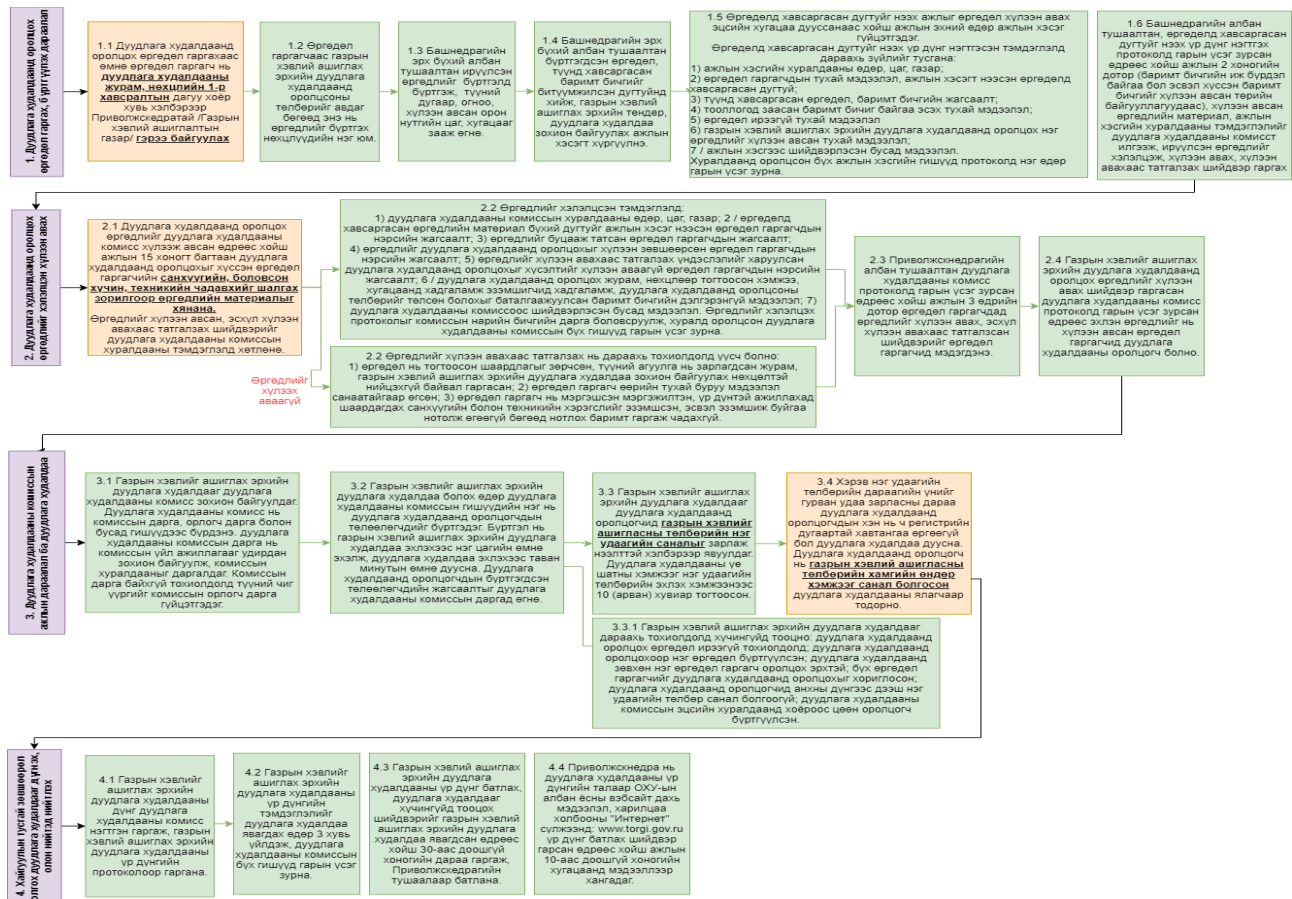 1. Дуудлага худалдаанд оролцох
өргөдөл гаргах, бүртгүүлэх дараалал
1.1 Дуудлага худалдаанд
оролцох өргөдөл гаргахаас
өмнө өргөдөл гаргагч нь
дуудлага худалдааны
журам, нөхцлийн 1-р
хавсралтын дагуу хоёр
хувь хэлбэрээр
Приволжскедратай /Газрын
хэвлий ашиглалтын
газар/ гэрээ байгуулах
1.2 Өргөдөл
гаргагчаас газрын
хэвлий ашиглах
эрхийн дуудлага
худалдаанд
оролцсоны
төлбөрийг авдаг
бөгөөд энэ нь
өргөдлийг бүртгэх
нөхцлүүдийн нэг юм.
1.3 Башнедрагийн
эрх бүхий албан
тушаалтан ирүүлсэн
өргөдлийг бүртгэлд
бүртгэж, түүний
дугаар, огноо,
хүлээн авсан орон
нутгийн цаг, хугацааг
зааж өгнө.
1.4 Башнедрагийн эрх
бүхий албан тушаалтан
бүртгэгдсэн өргөдөл,
түүнд хавсаргасан
баримт бичгийг
битүүмжилсэн дугтуйнд
хийж, газрын хэвлий
ашиглах эрхийн тендер,
дуудлага худалдаа
зохион байгуулах ажлын
хэсэгт хүргүүлнэ.
1.5 Өргөдөлд хавсаргасан дугтуйг нээх ажлыг өргөдөл хүлээн авах
эцсийн хугацаа дууссанаас хойш ажлын эхний өдөр ажлын хэсэг
гүйцэтгэдэг.
Өргөдөлд хавсаргасан дугтуйг нээх үр дүнг нэгтгэсэн тэмдэглэлд
дараахь зүйлийг тусгана:
1) ажлын хэсгийн хуралдааны өдөр, цаг, газар;
2) өргөдөл гаргагчдын тухай мэдээлэл, ажлын хэсэгт нээсэн өргөдөлд
хавсаргасан дугтуй;
3) түүнд хавсаргасан өргөдөл, баримт бичгийн жагсаалт;
4) тооллогод заасан баримт бичиг байгаа эсэх тухай мэдээлэл;
5) өргөдөл ирээгүй тухай мэдээлэл
6) газрын хэвлий ашиглах эрхийн дуудлага худалдаанд оролцох нэг
өргөдлийг хүлээн авсан тухай мэдээлэл;
7 / ажлын хэсгээс шийдвэрлэсэн бусад мэдээлэл.
Хуралдаанд оролцсон бүх ажлын хэсгийн гишүүд протоколд нэг өдөр
гарын үсэг зурна.
1.6 Башнедрагийн албан
тушаалтан, өргөдөлд хавсаргасан
дугтуйг нээх үр дүнг нэгтгэх
протоколд гарын үсэг зурсан
өдрөөс хойш ажлын 2 хоногийн
дотор (баримт бичгийн иж бүрдэл
байгаа бол эсвэл хүссэн баримт
бичгийг хүлээн авсан төрийн
байгууллагуудаас), хүлээн авсан
өргөдлийн материал, ажлын
хэсгийн хуралдааны тэмдэглэлийг
дуудлага худалдааны комисст
илгээж, ирүүлсэн өргөдлийг
хэлэлцэж, хүлээн авах, хүлээн
авахаас татгалзах шийдвэр гаргах
2. Дуудлага худалдаанд оролцох
өргөдлийг хэлэлцэн хүлээн авах
2.1 Дуудлага худалдаанд оролцох
өргөдлийг дуудлага худалдааны
комисс хүлээж авсан өдрөөс хойш
ажлын 15 хоногт багтаан дуудлага
худалдаанд оролцохыг хүссэн өргөдөл
гаргагчийн санхүүгийн, боловсон
хүчин, техникийн чадавхийг шалгах
зорилгоор өргөдлийн материалыг
хянана.
Өргөдлийг хүлээн авсан, эсхүл хүлээн
авахаас татгалзах шийдвэрийг
дуудлага худалдааны комиссын
хуралдааны тэмдэглэлд хөтлөнө.
2.2 Өргөдлийг хэлэлцсэн тэмдэглэлд:
1) дуудлага худалдааны комиссын хуралдааны өдөр, цаг, газар; 2 / өргөдөлд
хавсаргасан өргөдлийн материал бүхий дугтуйг ажлын хэсэг нээсэн өргөдөл гаргагчдын
нэрсийн жагсаалт; 3) өргөдлийг буцааж татсан өргөдөл гаргагчдын жагсаалт;
4) өргөдлийг дуудлага худалдаанд оролцохыг хүлээн зөвшөөрсөн өргөдөл гаргагчдын
нэрсийн жагсаалт; 5) өргөдлийг хүлээн авахаас татгалзах үндэслэлийг харуулсан
дуудлага худалдаанд оролцохыг хүсэлтийг хүлээн аваагүй өргөдөл гаргагчдын нэрсийн
жагсаалт; 6 / дуудлага худалдаанд оролцох журам, нөхцлөөр тогтоосон хэмжээ,
хугацаанд хадгаламж эзэмшигчид хадгаламж, дуудлага худалдаанд оролцсоны
төлбөрийг төлсөн болохыг баталгаажуулсан баримт бичгийн дэлгэрэнгүй мэдээлэл; 7)
дуудлага худалдааны комиссоос шийдвэрлэсэн бусад мэдээлэл. Өргөдлийг хэлэлцэх
протоколыг комиссын нарийн бичгийн дарга боловсруулж, хуралд оролцсон дуудлага
худалдааны комиссын бүх гишүүд гарын үсэг зурна.
Өргөдлийг
хүлээх
аваагүй
2.2 Өргөдлийг хүлээн авахаас татгалзах нь дараахь тохиолдолд үүсч болно:
1) өргөдөл нь тогтоосон шаардлагыг зөрчсөн, түүний агуулга нь зарлагдсан журам,
газрын хэвлий ашиглах эрхийн дуудлага худалдаа зохион байгуулах нөхцөлтэй
нийцэхгүй байвал гаргасан; 2) өргөдөл гаргагч өөрийн тухай буруу мэдээлэл
санаатайгаар өгсөн; 3) өргөдөл гаргагч нь мэргэшсэн мэргэжилтэн, үр дүнтэй ажиллахад
шаардагдах санхүүгийн болон техникийн хэрэгслийг эзэмшсэн, эсвэл эзэмшиж буйгаа
нотолж өгөөгүй бөгөөд нотлох баримт гаргаж чадахгүй.
2.3 Приволжскнедрагийн
албан тушаалтан дуудлага
худалдааны комисс
протоколд гарын үсэг зурсан
өдрөөс хойш ажлын 3 өдрийн
дотор өргөдөл гаргагчдад
өргөдлийг хүлээн авах, эсхүл
хүлээн авахаас татгалзсан
шийдвэрийг өргөдөл
гаргагчид мэдэгдэнэ.
2.4 Газрын хэвлийг ашиглах
эрхийн дуудлага худалдаанд
оролцох өргөдлийг хүлээн
авах шийдвэр гаргасан
дуудлага худалдааны комисс
протоколд гарын үсэг зурсан
өдрөөс эхлэн өргөдлийг нь
хүлээн авсан өргөдөл
гаргагчид дуудлага
худалдааны оролцогч болно.
3. Дуудлага худалдааны комиссын
ажлын дараалал ба дуудлага худалдаа
3.1 Газрын хэвлийг ашиглах эрхийн
дуудлага худалдааг дуудлага
худалдааны комисс зохион байгуулдаг.
Дуудлага худалдааны комисс нь
комиссын дарга, орлогч дарга болон
бусад гишүүдээс бүрдэнэ. дуудлага
худалдааны комиссын дарга нь
комиссын үйл ажиллагааг удирдан
зохион байгуулж, комиссын
хуралдааныг даргалдаг. Комиссын
дарга байхгүй тохиолдолд түүний чиг
үүргийг комиссын орлогч дарга
гүйцэтгэдэг.
3.2 Газрын хэвлийг ашиглах эрхийн
дуудлага худалдаа болох өдөр дуудлага
худалдааны комиссын гишүүдийн нэг нь
дуудлага худалдаанд оролцогчдын
төлөөлөгчдийг бүртгэдэг. Бүртгэл нь
газрын хэвлий ашиглах эрхийн дуудлага
худалдаа эхлэхээс нэг цагийн өмнө
эхэлж, дуудлага худалдаа эхлэхээс таван
минутын өмнө дуусна. Дуудлага
худалдаанд оролцогчдын бүртгэгдсэн
төлөөлөгчдийн жагсаалтыг дуудлага
худалдааны комиссын даргад өгнө.
3.3 Газрын хэвлийг ашиглах
эрхийн дуудлага худалдааг
дуудлага худалдаанд
оролцогчид газрын хэвлийг
ашигласны төлбөрийн нэг
удаагийн саналыг зарлаж
нээлттэй хэлбэрээр явуулдаг.
Дуудлага худалдааны үе
шатны хэмжээг нэг удаагийн
төлбөрийн эхлэх хэмжээнээс
10 (арван) хувиар тогтоосон.
3.4 Хэрэв нэг удаагийн
төлбөрийн дараагийн үнийг
гурван удаа зарласны дараа
дуудлага худалдаанд
оролцогчдын хэн нь ч регистрийн
дугаартай хавтангаа өргөөгүй
бол дуудлага худалдаа дуусна.
Дуудлага худалдаанд оролцогч
нь газрын хэвлий ашигласны
төлбөрийн хамгийн өндөр
хэмжээг санал болгосон
дуудлага худалдааны ялагчаар
тодорно.
3.3.1 Газрын хэвлий ашиглах эрхийн дуудлага худалдааг
дараахь тохиолдолд хүчингүйд тооцно: дуудлага худалдаанд
оролцох өргөдөл ирээгүй тохиолдолд; дуудлага худалдаанд
оролцохоор нэг өргөдөл бүртгүүлсэн; дуудлага худалдаанд
зөвхөн нэг өргөдөл гаргагч оролцох эрхтэй; бүх өргөдөл
гаргагчийг дуудлага худалдаанд оролцохыг хориглосон;
дуудлага худалдаанд оролцогчид анхны дүнгээс дээш нэг
удаагийн төлбөр санал болгоогүй; дуудлага худалдааны
комиссын эцсийн хуралдаанд хоёроос цөөн оролцогч
бүртгүүлсэн.
4. Хайгуулын тусгай зөвшөөрөл
олгох дуудлага худалдааг дүгнэх,
олон нийтэд нийтлэх
4.1 Газрын хэвлийг
ашиглах эрхийн
дуудлага худалдааны
дүнг дуудлага
худалдааны комисс
нэгтгэн гаргаж, газрын
хэвлий ашиглах эрхийн
дуудлага худалдааны
үр дүнгийн
протоколоор гаргана.
4.2 Газрын хэвлийг
ашиглах эрхийн
дуудлага худалдааны
үр дүнгийн
тэмдэглэлийг
дуудлага худалдаа
явагдах өдөр 3 хувь
үйлдэж, дуудлага
худалдааны комиссын
бүх гишүүд гарын үсэг
зурна.
4.3 Газрын хэвлий ашиглах
эрхийн дуудлага
худалдааны үр дүнг батлах,
дуудлага худалдааг
хүчингүйд тооцох
шийдвэрийг газрын хэвлий
ашиглах эрхийн дуудлага
худалдаа явагдсан өдрөөс
хойш 30-аас доошгүй
хоногийн дараа гаргаж,
Приволжскедрагийн
тушаалаар батлана.
4.4 Приволжскнедра нь
дуудлага худалдааны үр
дүнгийн талаар ОХУ-ын
албан ёсны вэбсайт дахь
мэдээлэл, харилцаа
холбооны "Интернет"
сүлжээнд: www.torgi.gov.ru
үр дүнг батлах шийдвэр
гарсан өдрөөс хойш ажлын
10-аас доошгүй хоногийн
хугацаанд мэдээллээр
хангадаг.